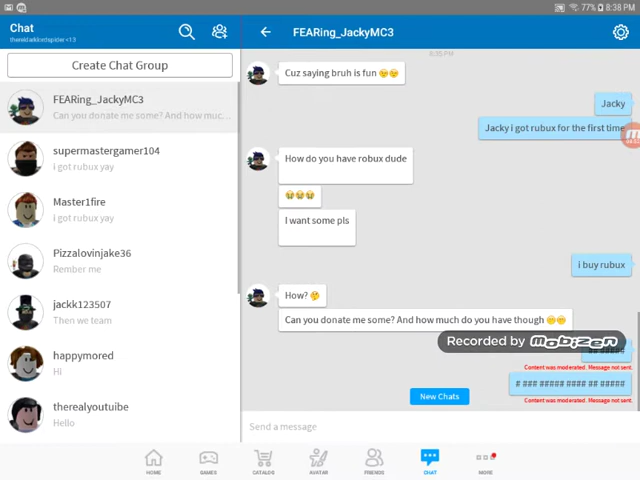 77% 8:38 PM
Chat
FEARing_JackyMC3
Create Chat Group
FEARing_JackyMC3
Can you donate me some? And how muc...
supermastergamer104
i got rubux yay
Master1fire
i got rubux yay
Pizzalovinjake36
Rember me
jackk123507
Then we team
happymored
Hi
therealyoutuibe
Hello
8:35 PM
Cuz saying bruh is fun 😏😏
Jacky
Jacky i got rubux for the first time
How do you have robux dude
😭😭😭
I want some pls
i buy rubux
How? 🤔
Can you donate me some? And how much do you have though
Recorded by mobizen
## #####
Content was moderated. Message not sent.
# ### ##### #### ## #####
Content was moderated. Message not sent.
New Chats
Send a message
HOME GAMES CATALOG AVATAR FRIENDS CHAT MORE